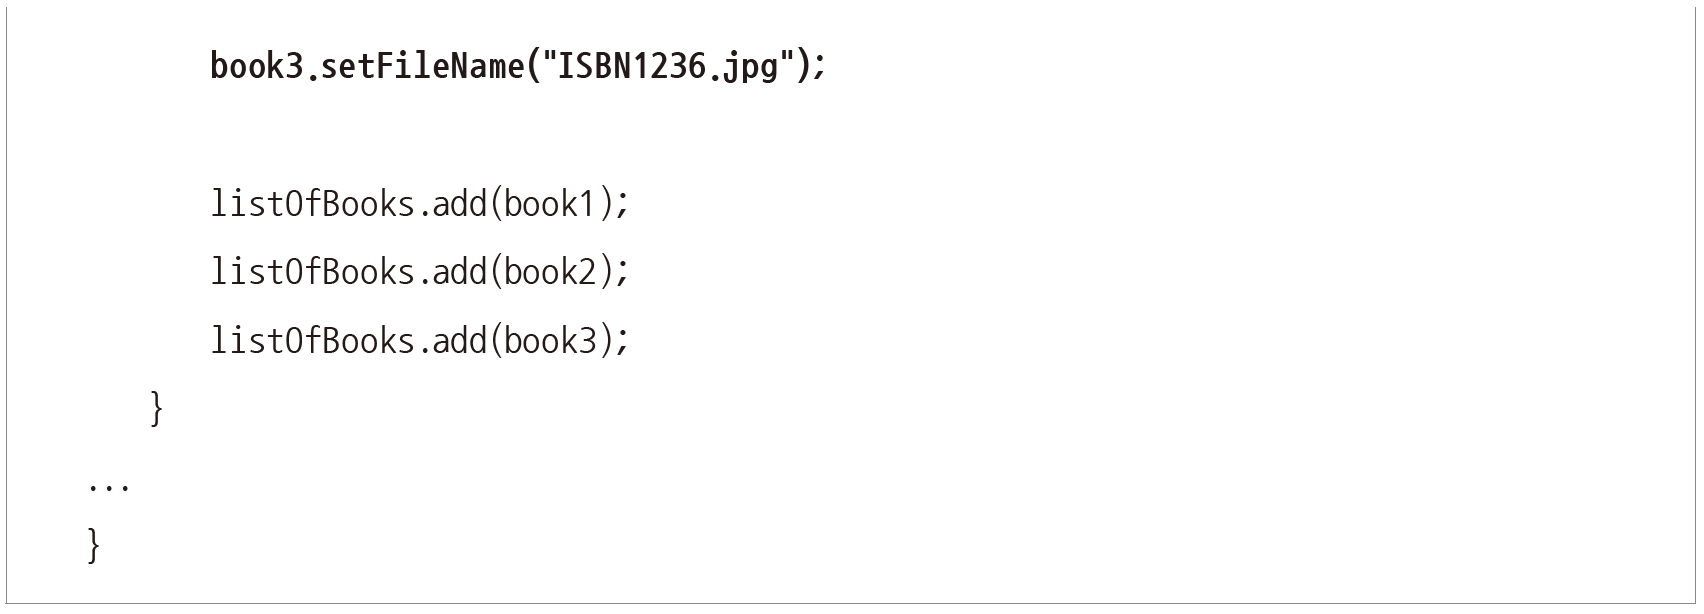 book3.setFileName("ISBN1236.jpg");
listOfBooks.add(book1);
listOfBooks.add(book2);
listOfBooks.add(book3);
}
...
}